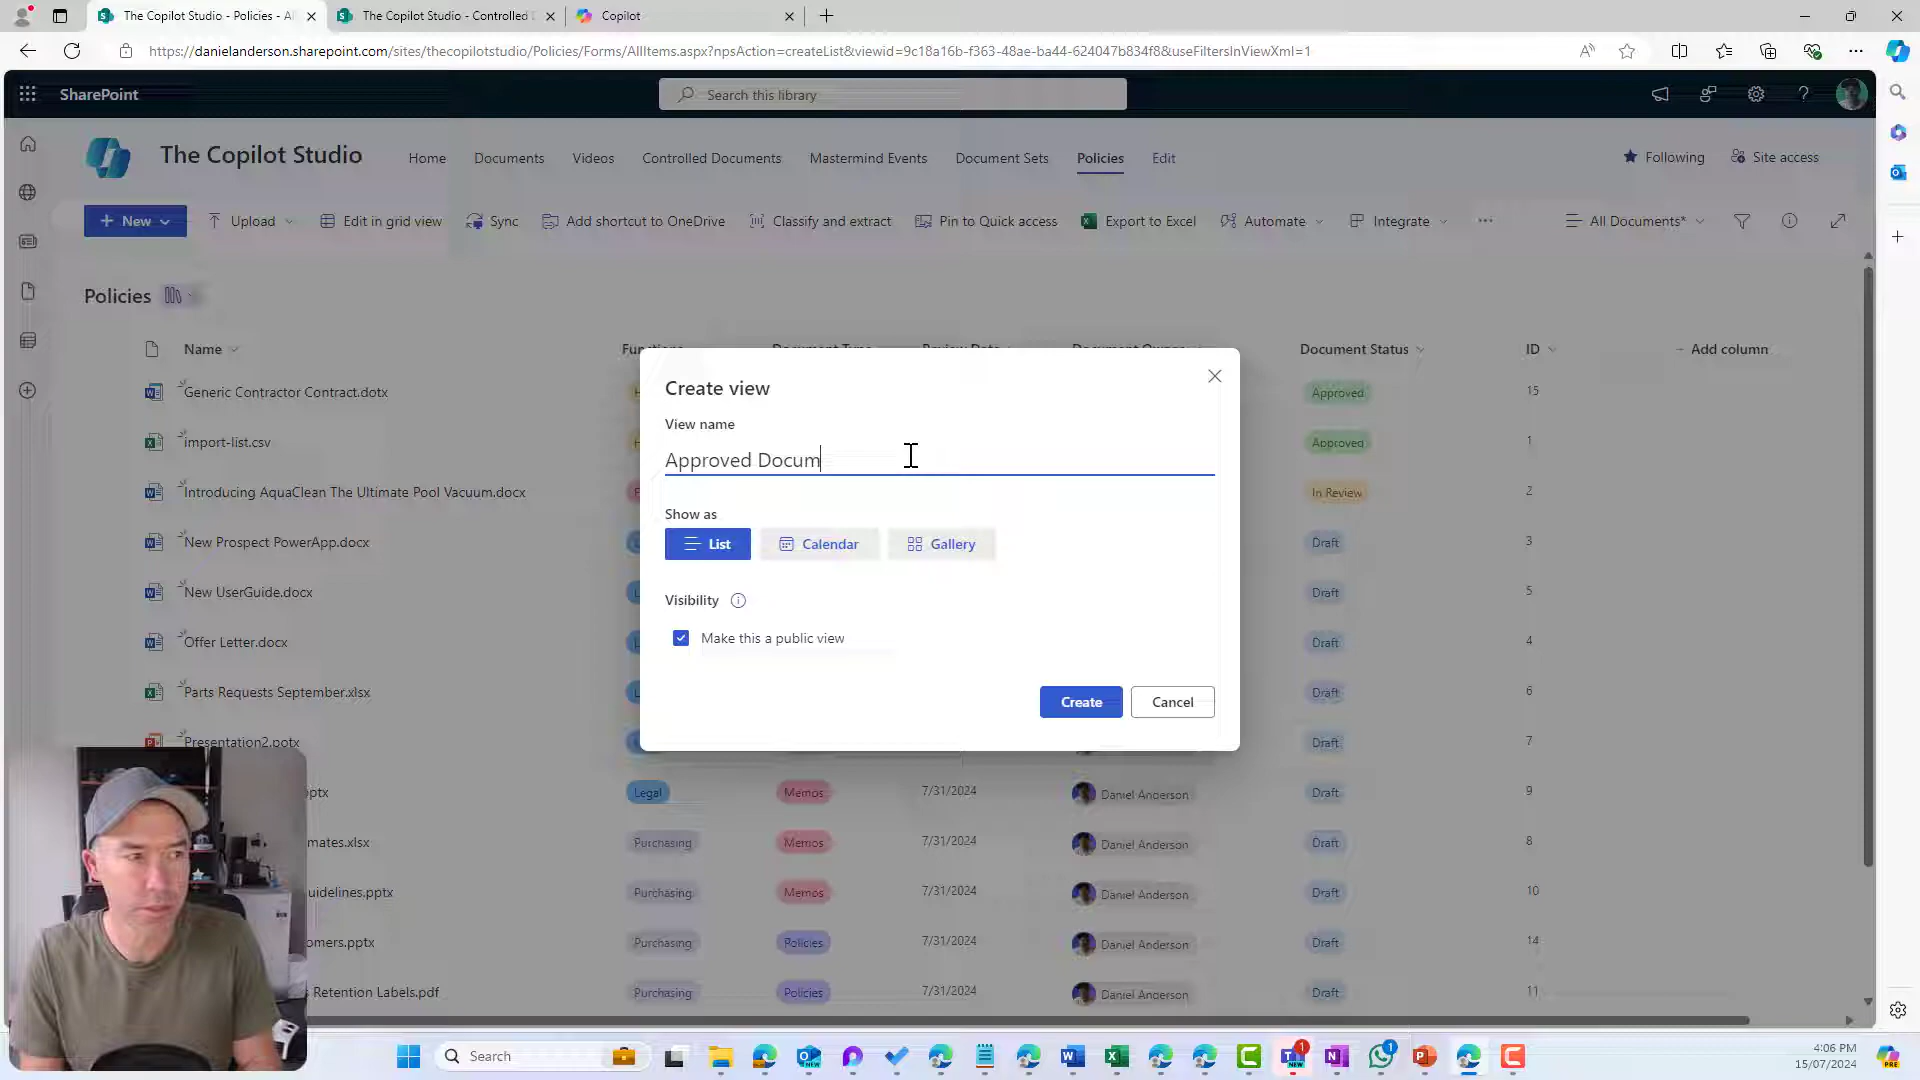 The Copilot Studio - Policies - Al
The Copilot Studio - Controlled D
Copilot
https://danielanderson.sharepoint.com/sites/thecopilotstudio/Policies/Forms/AllItems.aspx?npsAction=createList&viewid=9c18a16b-f363-48ae-ba44-624047b834f8&useFiltersInViewXml=1
SharePoint
Search this library
The Copilot Studio
Home
Documents
Videos
Controlled Documents
Mastermind Events
Document Sets
Policies
Edit
Following
Site access
New
Upload
Edit in grid view
Sync
Add shortcut to OneDrive
Classify and extract
Pin to Quick access
Export to Excel
Automate
Integrate
All Documents*
Policies
Name
Document Status
ID
Add column
Generic Contractor Contract.dotx
Approved
15
import-list.csv
Approved
1
Introducing AquaClean The Ultimate Pool Vacuum.docx
In Review
2
New Prospect PowerApp.docx
Draft
3
New UserGuide.docx
Draft
5
Offer Letter.docx
Draft
4
Parts Requests September.xlsx
Draft
6
Presentation2.potx
Draft
7
Create view
View name
Approved Docum
Show as
List
Calendar
Gallery
Visibility
Make this a public view
Create
Cancel
ptx
Legal
Memos
7/31/2024
Daniel Anderson
Draft
9
mates.xlsx
Purchasing
Memos
7/31/2024
Daniel Anderson
Draft
8
uidelines.pptx
Purchasing
Memos
7/31/2024
Daniel Anderson
Draft
10
omers.pptx
Purchasing
Policies
7/31/2024
Daniel Anderson
Draft
14
s Retention Labels.pdf
Purchasing
Policies
7/31/2024
Daniel Anderson
Draft
11
Search
4:06 PM
15/07/2024